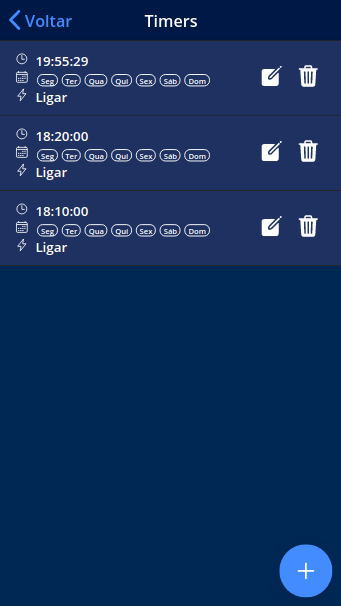 Voltar Timers
19:55:29
Seg Ter Qua Qui Sex Sáb Dom
Ligar
18:20:00
Seg Ter Qua Qui Sex Sáb Dom
Ligar
18:10:00
Seg Ter Qua Qui Sex Sáb Dom
Ligar